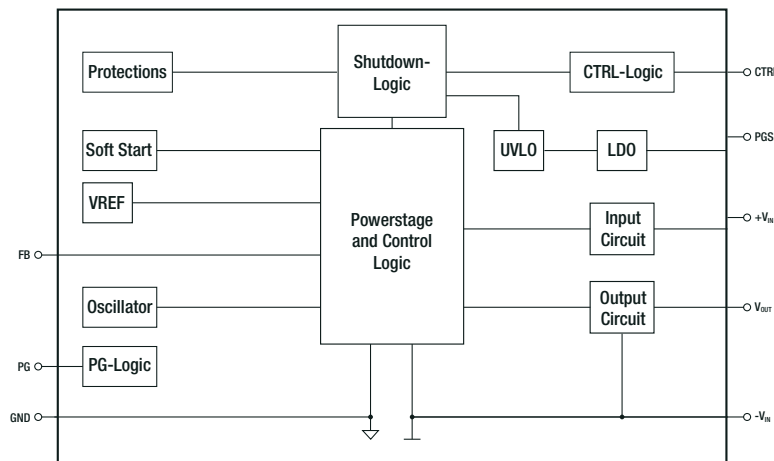 Protections
Shutdown-
Logic
CTRL-Logic
CTRL
Soft Start
UVLO
LDO
PGS
VREF
Powerstage
and Control
Logic
Input
Circuit
+VIN
FB
Oscillator
Output
Circuit
VOUT
PG
PG-Logic
GND
-VIN